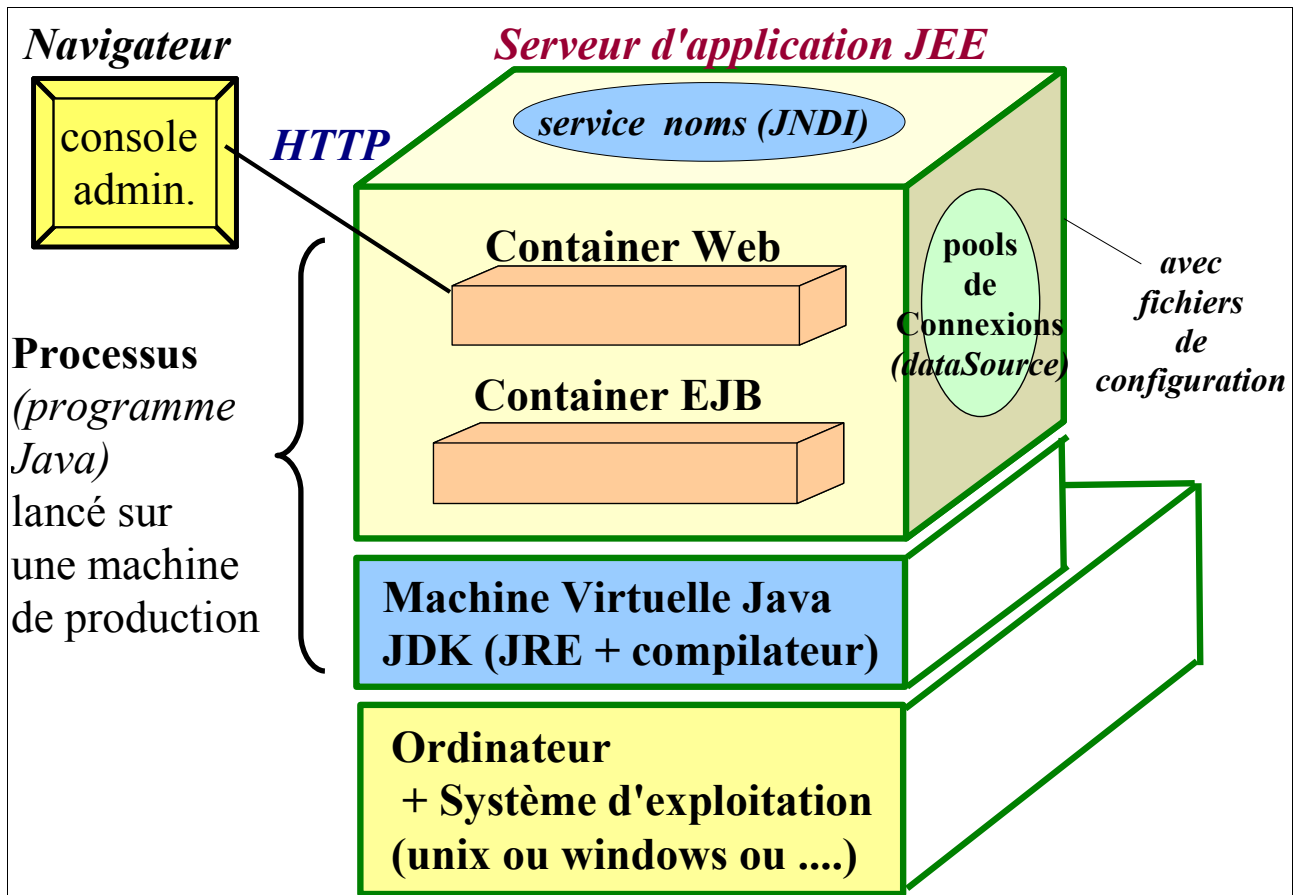 Navigateur
Serveur d'application JEE
console
admin.
HTTP
service noms (JNDI)
Container Web
pools
de
Connexions
(dataSource)
avec
fichiers
de
configuration
Container EJB
Processus
(programme
Java)
lancé sur
une machine
de production
Machine Virtuelle Java
JDK (JRE + compilateur)
Ordinateur
+ Système d'exploitation
(unix ou windows ou ....)